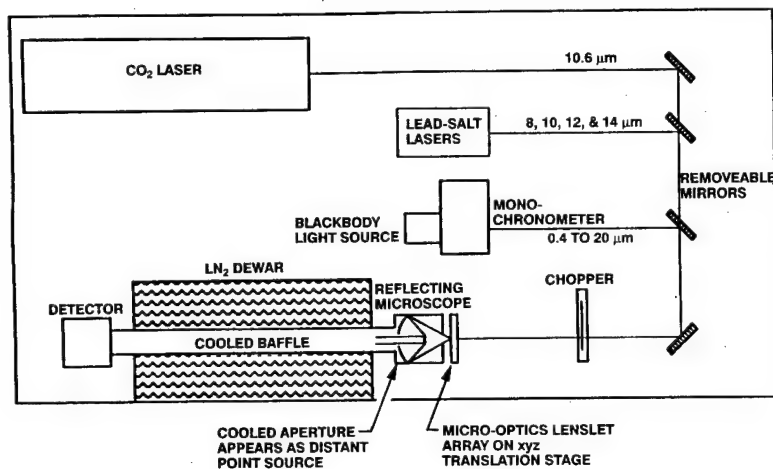 CO₂ LASER
10.6 µm
LEAD-SALT
LASERS
8, 10, 12, & 14 µm
REMOVEABLE
MIRRORS
MONO-
CHRONOMETER
BLACKBODY
LIGHT SOURCE
0.4 TO 20 µm
LN₂ DEWAR
CHOPPER
REFLECTING
MICROSCOPE
DETECTOR
COOLED BAFFLE
COOLED APERTURE
APPEARS AS DISTANT
POINT SOURCE
MICRO-OPTICS LENSLET
ARRAY ON xyz
TRANSLATION STAGE